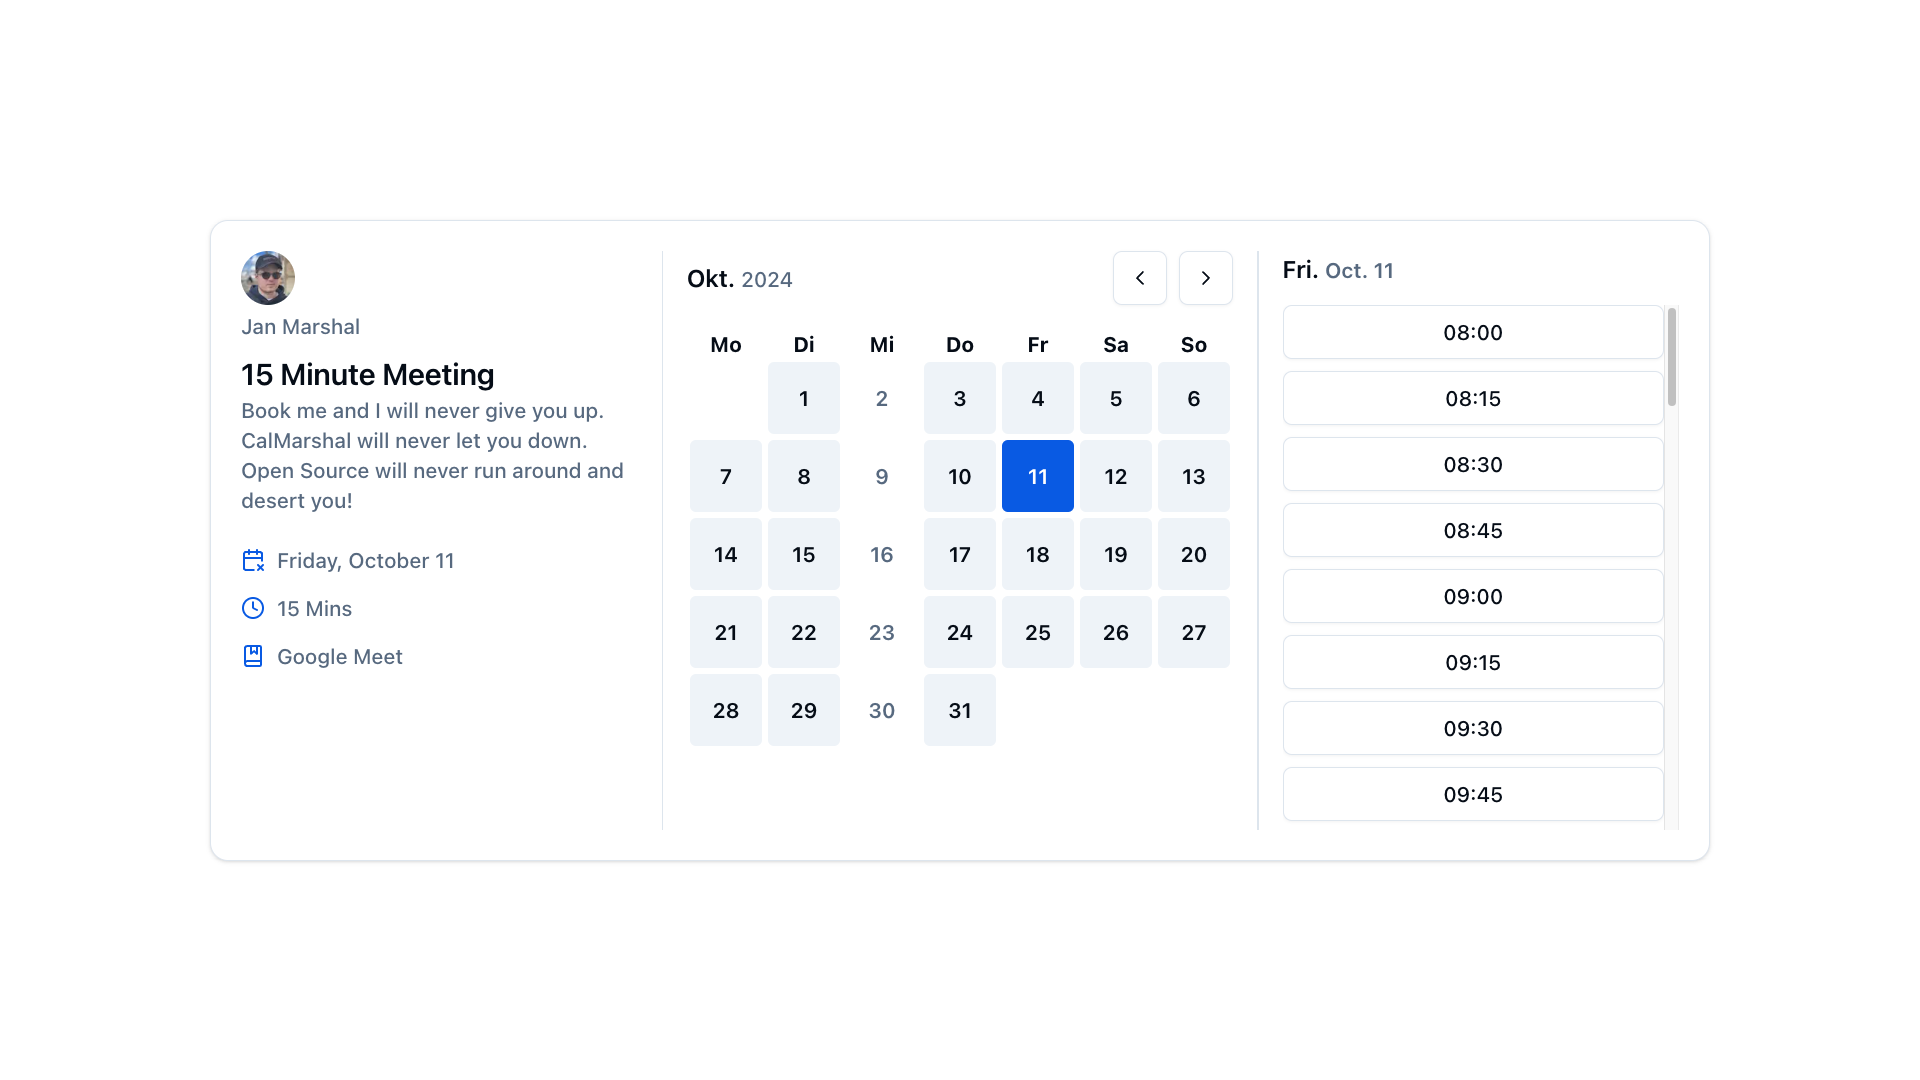 Jan Marshal
15 Minute Meeting
Book me and I will never give you up.
CalMarshal will never let you down.
Open Source will never run around and
desert you!
Friday, October 11
15 Mins
Google Meet
Okt. 2024
Mo Di Mi Do Fr Sa So
1 2 3 4 5 6
7 8 9 10 11 12 13
14 15 16 17 18 19 20
21 22 23 24 25 26 27
28 29 30 31
Fri. Oct. 11
08:00
08:15
08:30
08:45
09:00
09:15
09:30
09:45